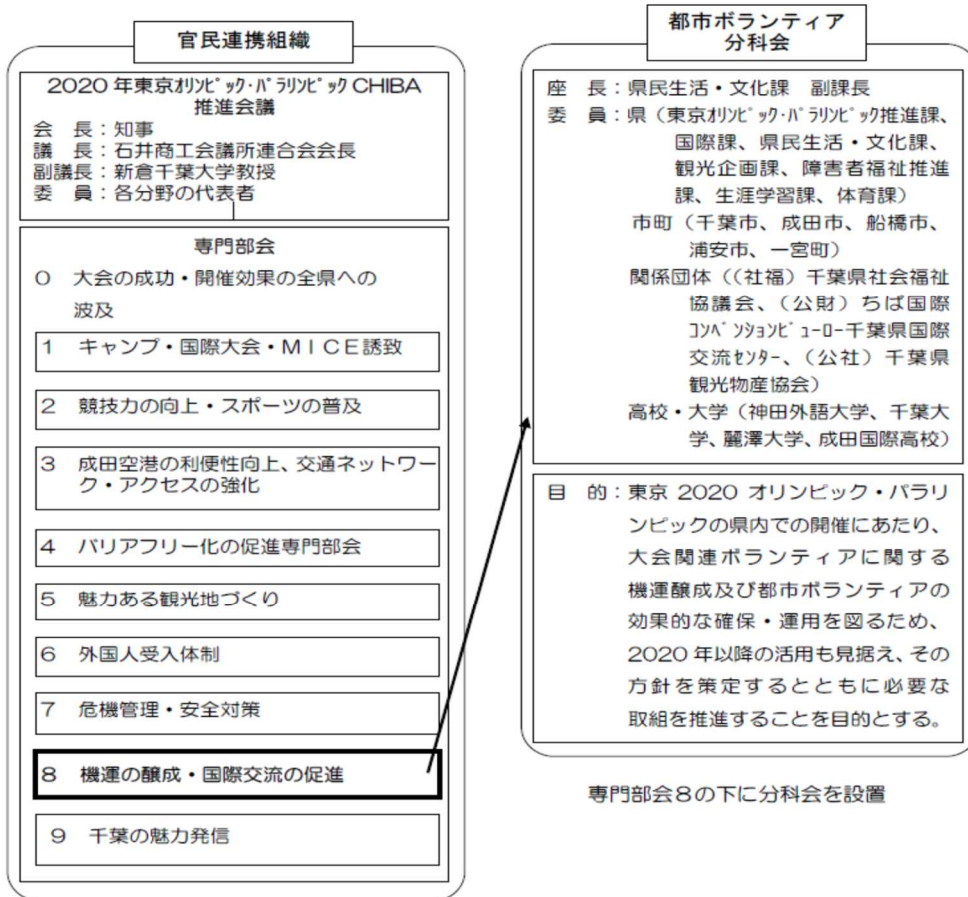 官民連携組織
2020年東京ｵﾘﾝﾋﾟｯｸ･ﾊﾟﾗﾘﾝﾋﾟｯｸCHIBA
推進会議
会　長：知事
議　長：石井商工会議所連合会会長
副議長：新倉千葉大学教授
委　員：各分野の代表者
専門部会
０　大会の成功・開催効果の全県への
波及
１　キャンプ・国際大会・ＭＩＣＥ誘致
２　競技力の向上・スポーツの普及
３　成田空港の利便性向上、交通ネットワー
ク・アクセスの強化
４　バリアフリー化の促進専門部会
５　魅力ある観光地づくり
６　外国人受入体制
７　危機管理・安全対策
８　機運の醸成・国際交流の促進
９　千葉の魅力発信
都市ボランティア
分科会
座　長：県民生活・文化課　副課長
委　員：県（東京ｵﾘﾝﾋﾟｯｸ･ﾊﾟﾗﾘﾝﾋﾟｯｸ推進課、
国際課、県民生活・文化課、
観光企画課、障害者福祉推進
課、生涯学習課、体育課）
市町（千葉市、成田市、船橋市、
浦安市、一宮町）
関係団体（（社福）千葉県社会福祉
協議会、（公財）ちば国際
ｺﾝﾍﾞﾝｼｮﾝﾋﾞｭｰﾛｰ千葉県国際
交流ｾﾝﾀｰ、（公社）千葉県
観光物産協会）
高校・大学（神田外語大学、千葉大
学、麗澤大学、成田国際高校）
目　的：東京2020オリンピック・パラリ
ンピックの県内での開催にあたり、
大会関連ボランティアに関する
機運醸成及び都市ボランティアの
効果的な確保・運用を図るため、
2020年以降の活用も見据え、その
方針を策定するとともに必要な
取組を推進することを目的とする。
専門部会８の下に分科会を設置